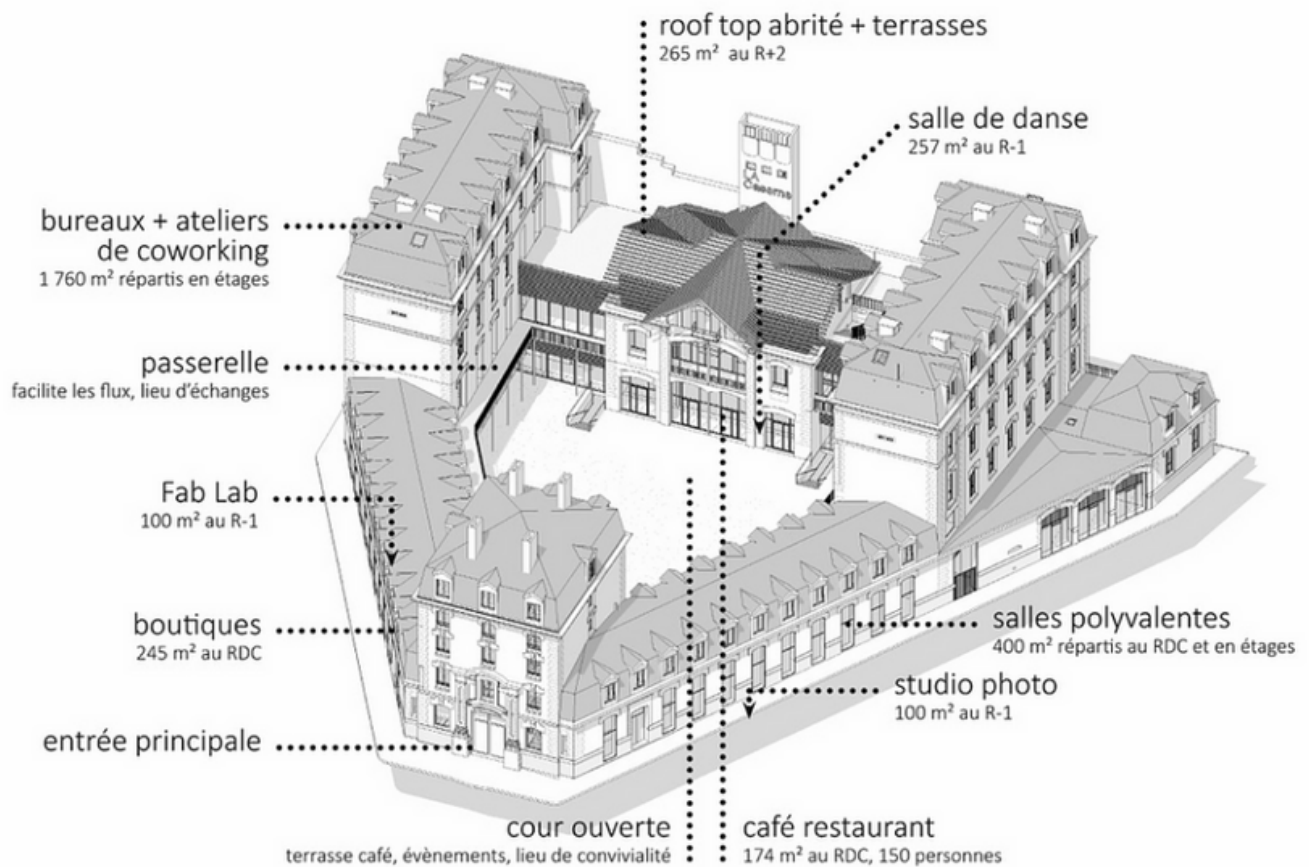 roof top abrité + terrasses
265 m² au R+2
salle de danse
257 m² au R-1
bureaux + ateliers
de coworking
1 760 m² répartis en étages
passerelle
facilite les flux, lieu d'échanges
Fab Lab
100 m² au R-1
boutiques
245 m² au RDC
salles polyvalentes
400 m² répartis au RDC et en étages
studio photo
100 m² au R-1
entrée principale
cour ouverte
terrasse café, évènements, lieu de convivialité
café restaurant
174 m² au RDC, 150 personnes